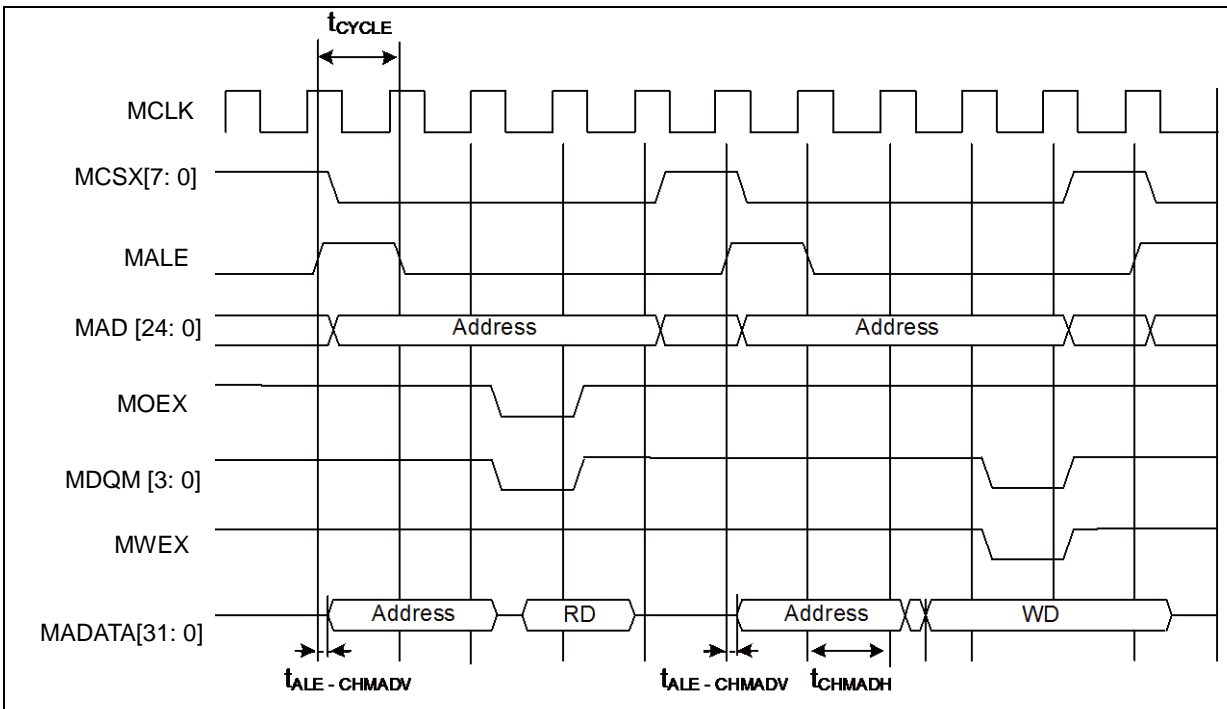 tCYCLE
MCLK
MCSX[7: 0]
MALE
MAD [24: 0] Address Address
MOEX
MDQM [3: 0]
MWEX
MADATA[31: 0] Address RD Address WD
tALE - CHMADV tALE - CHMADV tCHMADH